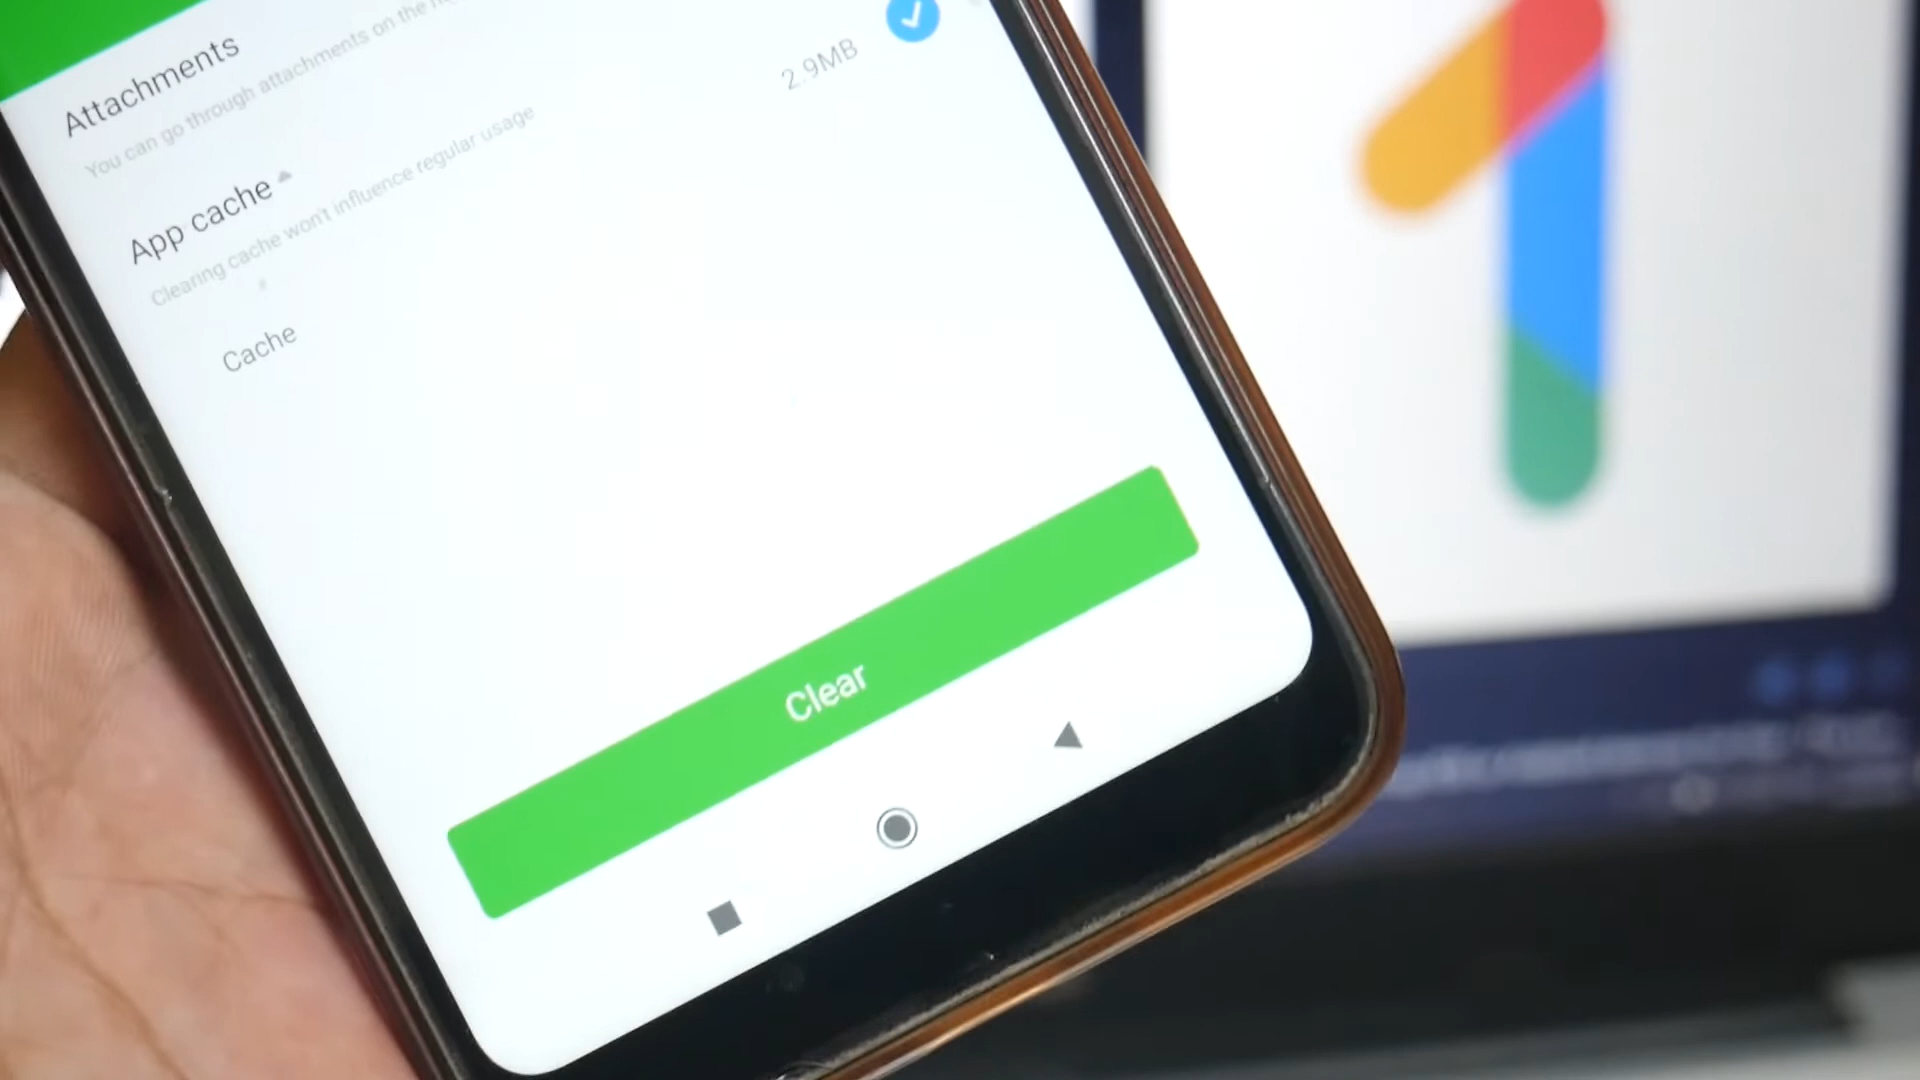 Attachments
You can go through attachments on the
App cache
2.9MB
Clearing cache won't influence regular usage
Cache
Clear